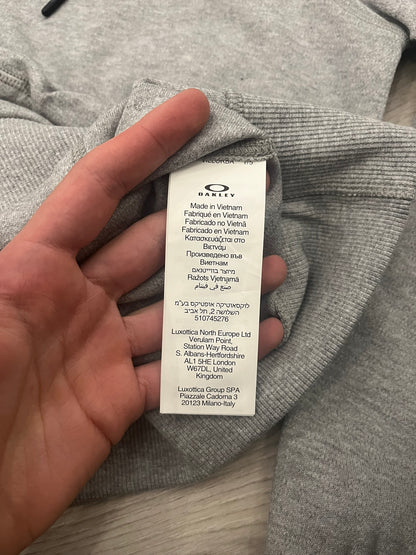 OAKLEY
Made in Vietnam
Fabriqué en Vietnam
Fabricado no Vietnã
Fabricado en Vietnam
Κατασκευάζεται στο
Βιετνάμ
Произведено във
Виетнам
מיוצר בווייטנאם
صنع في فيتنام
Ražots Vjetnamā
לוקסאוטיקה אופטיקס בע"מ
השלושה 2, תל אביב
510745276
Luxottica North Europe Ltd
Verulam Point,
Station Way Road
S. Albans-Hertfordshire
AL1 5HE London
W67DL, United
Kingdom
Luxottica Group SPA
Piazzale Cadorna 3
20123 Milano-Italy